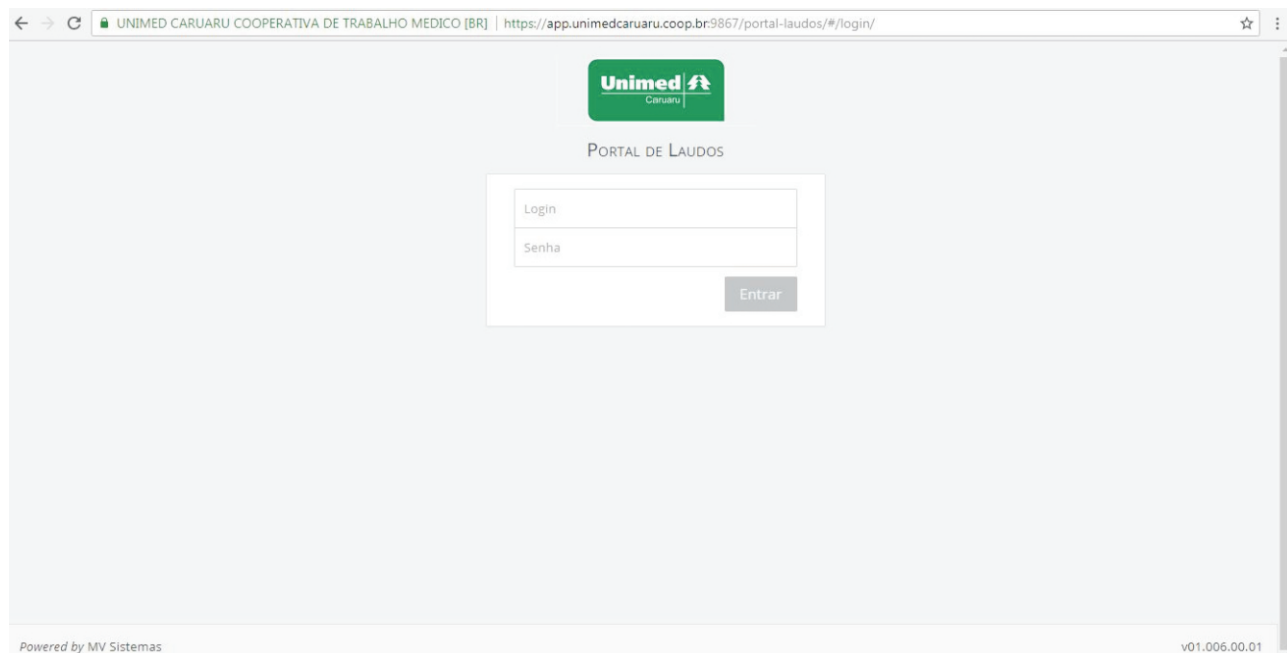 UNIMED CARUARU COOPERATIVA DE TRABALHO MEDICO [BR] | https://app.unimedcaruaru.coop.br:9867/portal-laudos/#/login/
Unimed
Caruaru
PORTAL DE LAUDOS
Login
Senha
Entrar
Powered by MV Sistemas
v01.006.00.01